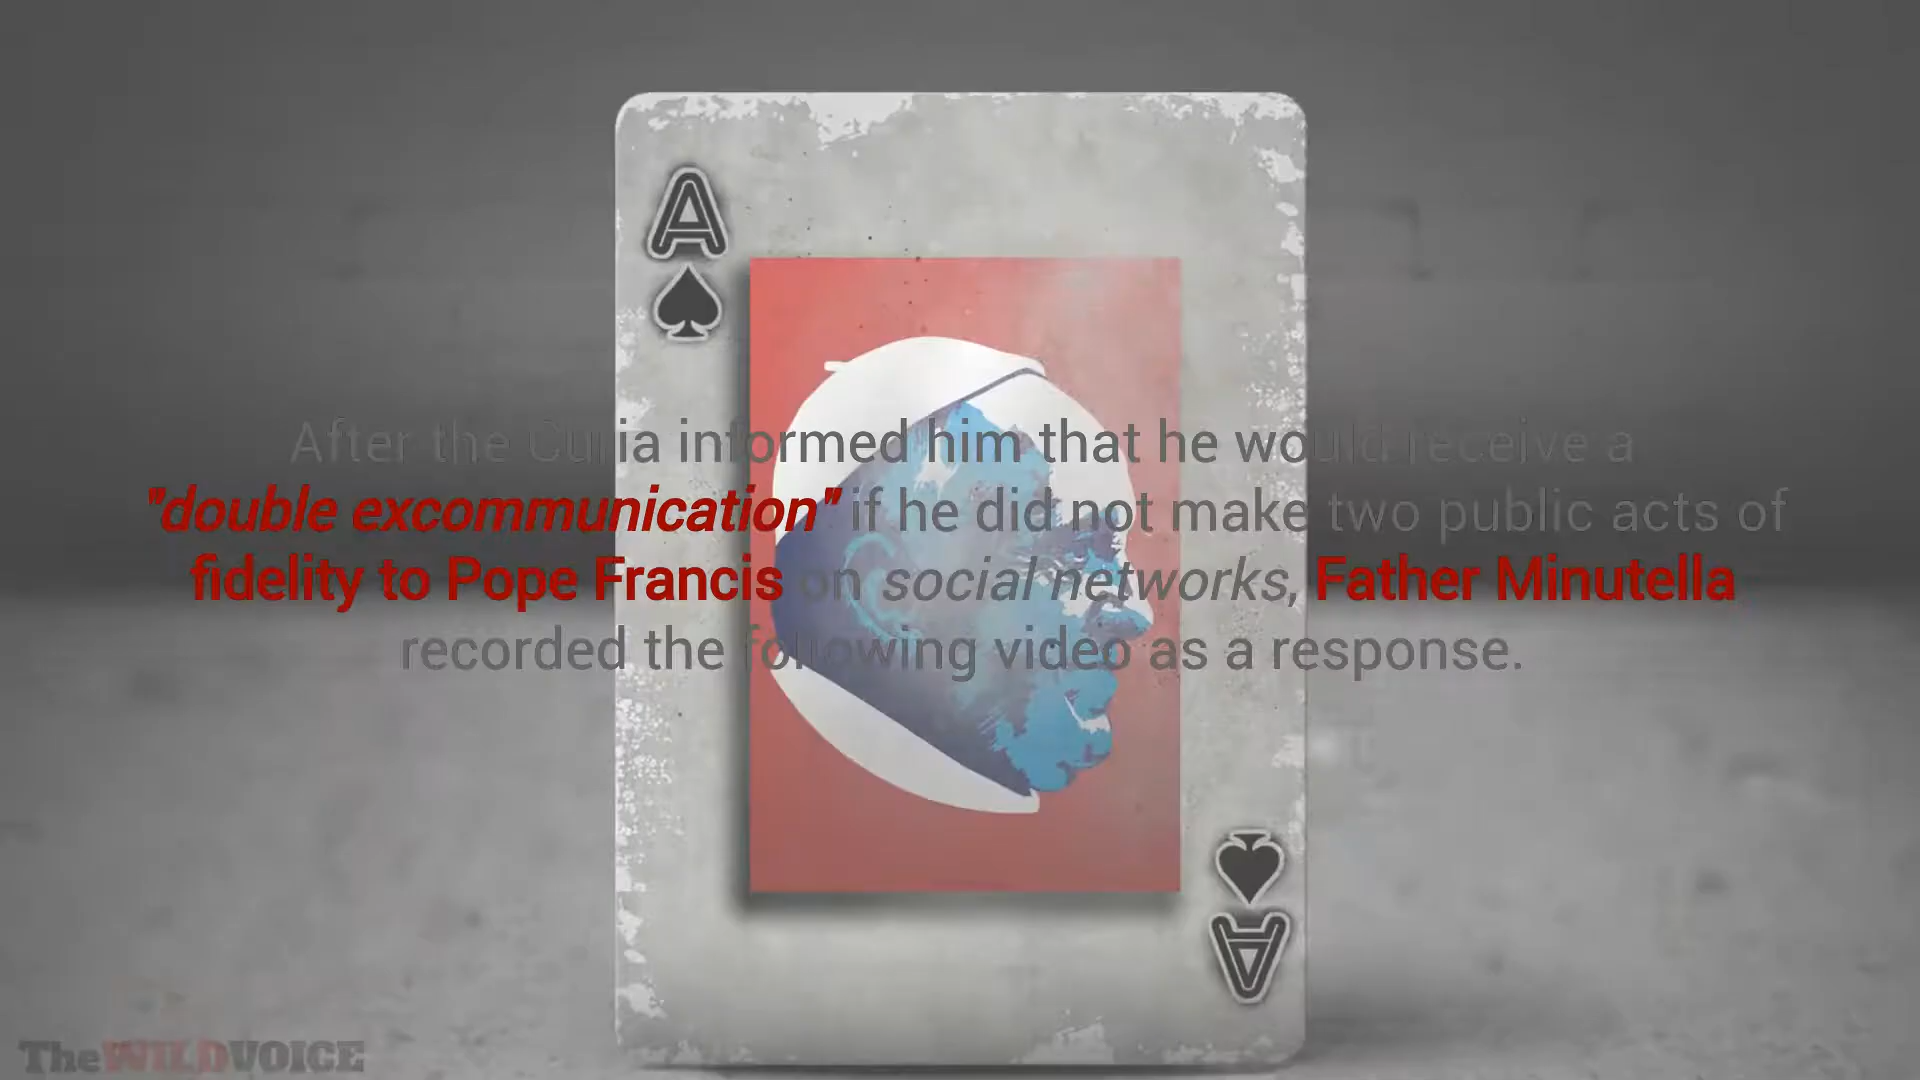 A
After the Curia informed him that he would receive a
"double excommunication" if he did not make two public acts of
fidelity to Pope Francis on social networks, Father Minutella
recorded the following video as a response.
A
TheWILDVOICE